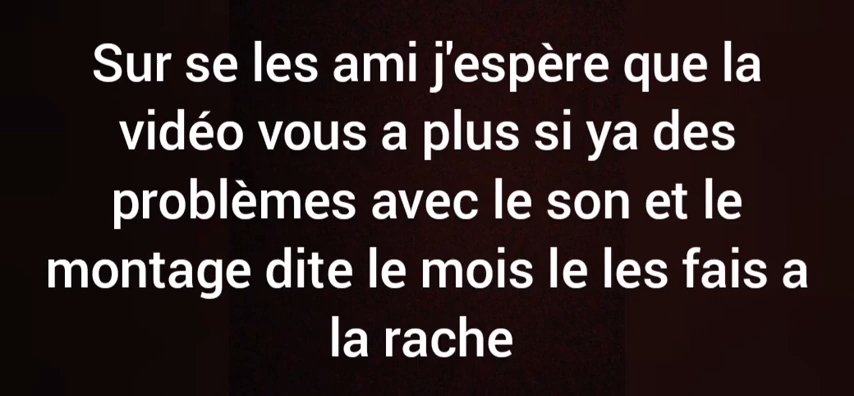 Sur se les ami j'espère que la
vidéo vous a plus si ya des
problèmes avec le son et le
montage dite le mois le les fais a
la rache